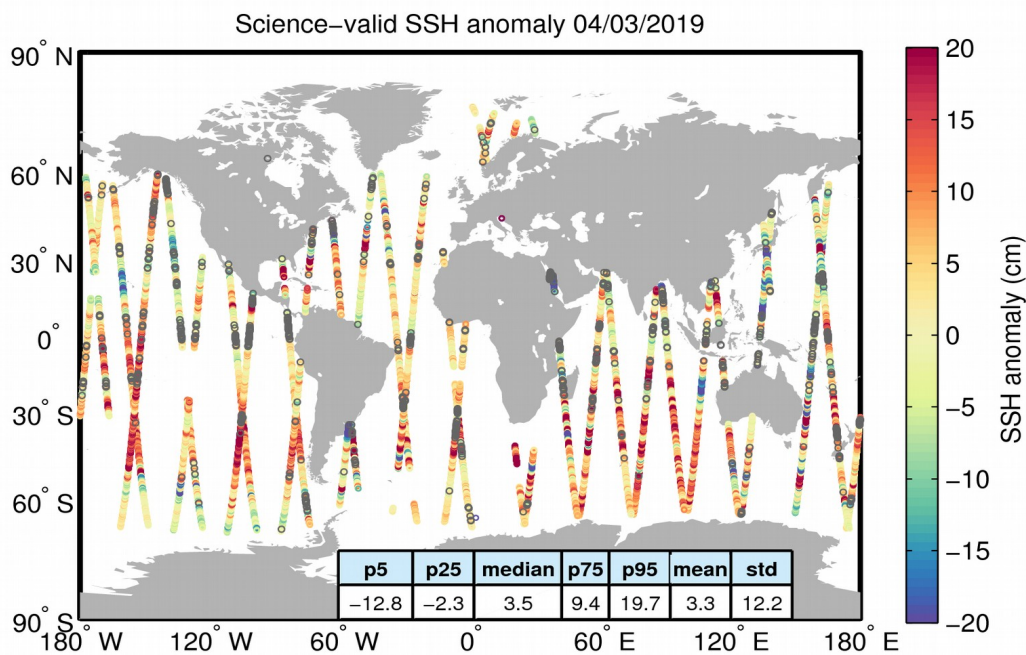 Science−valid SSH anomaly 04/03/2019
90° N
60° N
30° N
0°
30° S
60° S
90° S
180° W
120° W
60° W
0°
60° E
120° E
180° E
p5 p25 median p75 p95 mean std
−12.8 −2.3 3.5 9.4 19.7 3.3 12.2
20
15
10
5
0
−5
−10
−15
−20
SSH anomaly (cm)